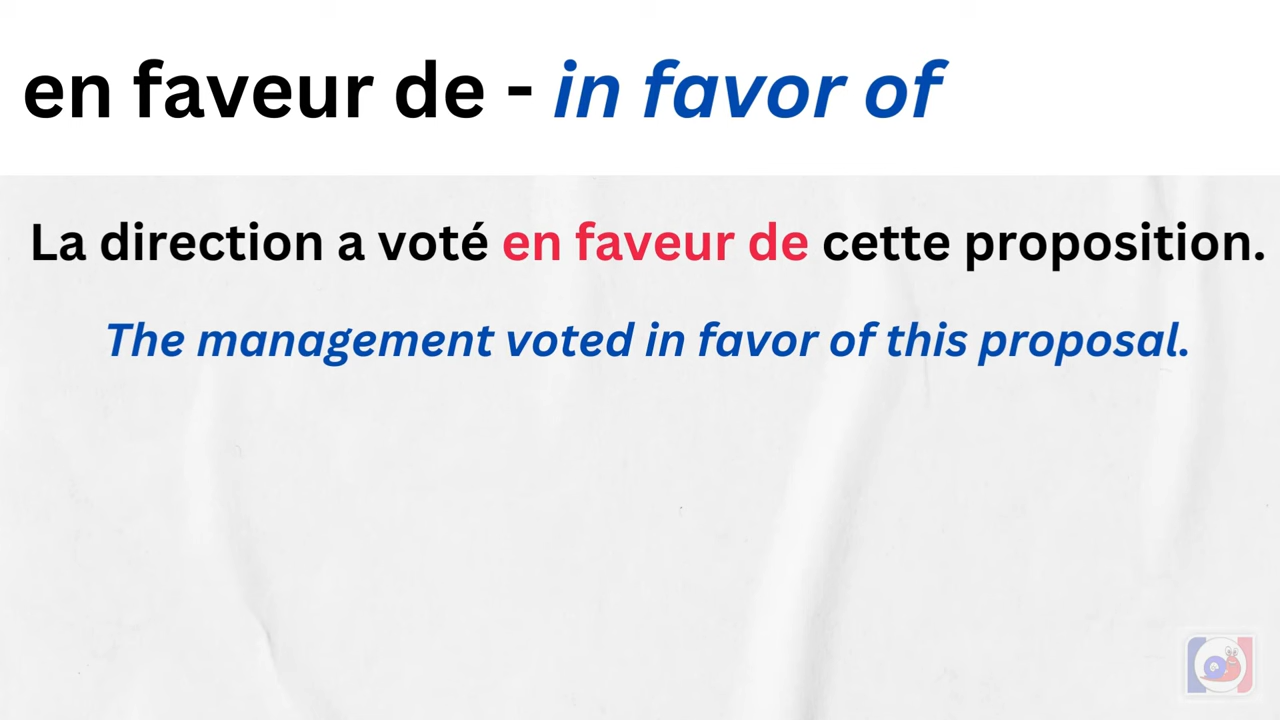 en faveur de - in favor of
La direction a voté en faveur de cette proposition.
The management voted in favor of this proposal.